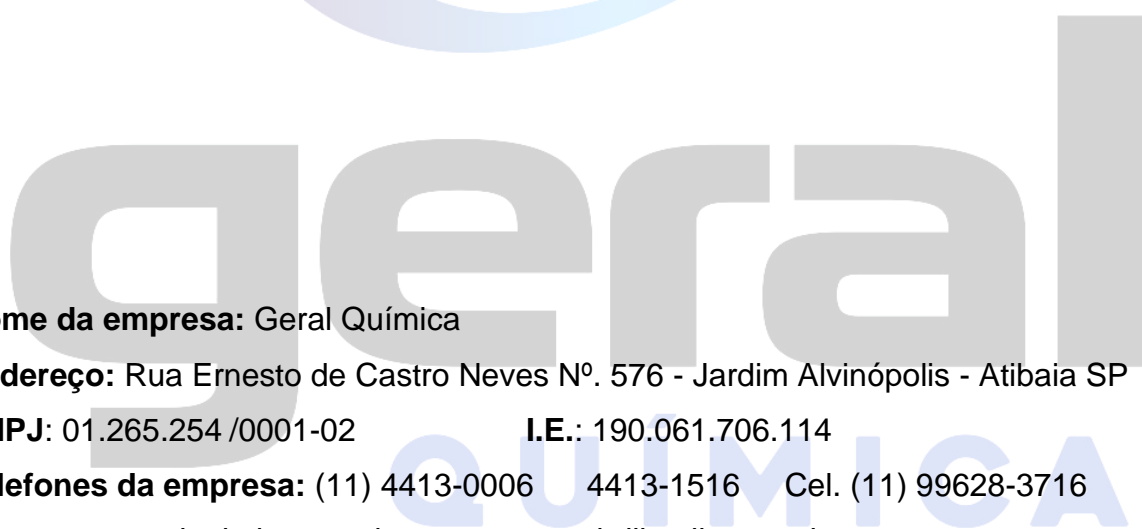 geral
QUÍMICA
ome da empresa: Geral Química
dereço: Rua Ernesto de Castro Neves Nº. 576 - Jardim Alvinópolis - Atibaia SP
IPJ: 01.265.254 /0001-02 I.E.: 190.061.706.114
lefones da empresa: (11) 4413-0006 4413-1516 Cel. (11) 99628-3716